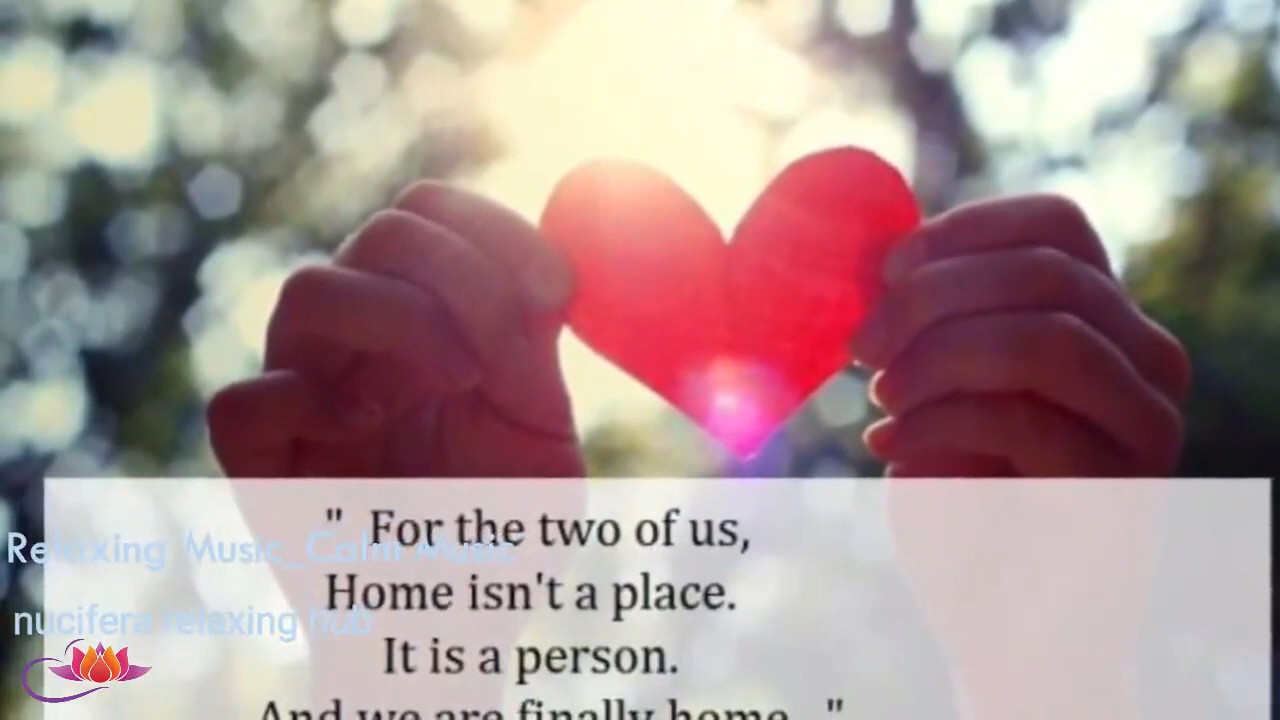 " For the two of us,
Relaxing Music_Calm Music
Home isn't a place.
nucifera relaxing hub
It is a person.
And we are finally home. "